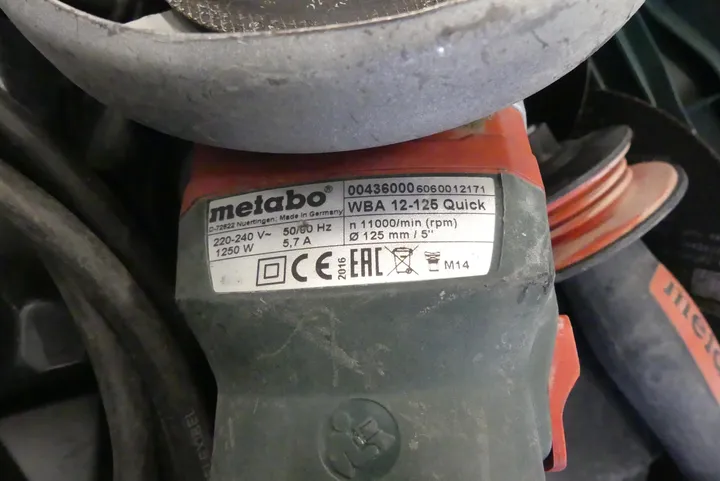 metabo
00436000 6060012171
D-72622 Nuertingen; Made in Germany
WBA 12-125 Quick
220-240 V~ 50/60 Hz
1250 W 5,7 A
n 11000/min (rpm)
Ø 125 mm / 5"
CE
2016
EAC
M14